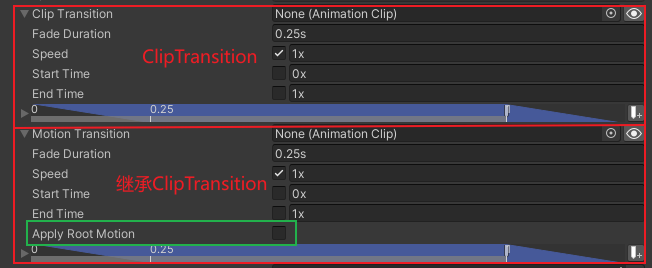 Clip Transition None (Animation Clip)
Fade Duration 0.25s
Speed 1x
ClipTransition
Start Time 0x
End Time 1x
0 0.25 1
Motion Transition None (Animation Clip)
Fade Duration 0.25s
Speed 1x
继承ClipTransition
Start Time 0x
End Time 1x
Apply Root Motion
0 0.25 1